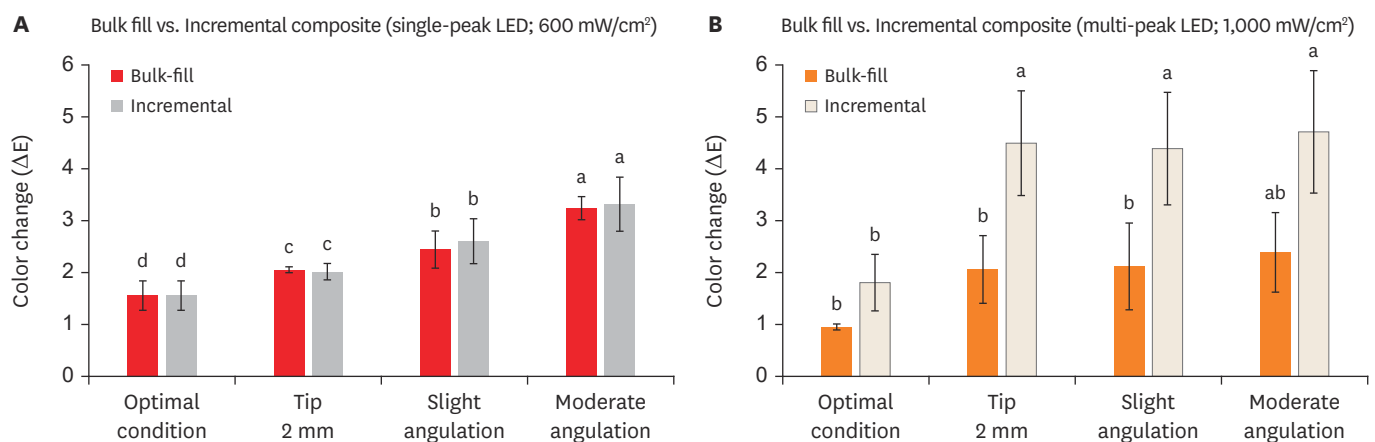 A
Bulk fill vs. Incremental composite (single-peak LED; 600 mW/cm²)
Color change (ΔE)
6
5
4
3
2
1
0
Bulk-fill
Incremental
d
d
c
c
b
b
a
a
Optimal
condition
Tip
2 mm
Slight
angulation
Moderate
angulation
B
Bulk fill vs. Incremental composite (multi-peak LED; 1,000 mW/cm²)
Color change (ΔE)
6
5
4
3
2
1
0
Bulk-fill
Incremental
b
b
b
a
b
a
ab
a
Optimal
condition
Tip
2 mm
Slight
angulation
Moderate
angulation